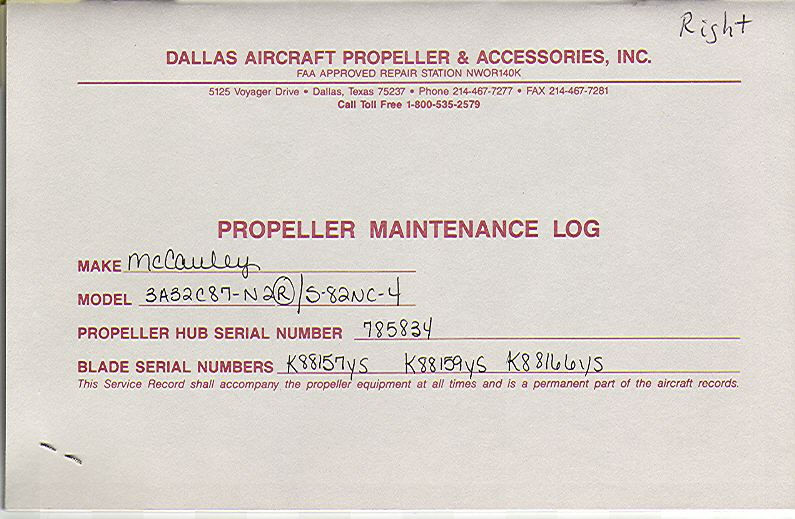 Right
DALLAS AIRCRAFT PROPELLER & ACCESSORIES, INC.
FAA APPROVED REPAIR STATION NWOR140K
5125 Voyager Drive • Dallas, Texas 75237 • Phone 214-467-7277 • FAX 214-467-7281
Call Toll Free 1-800-535-2579
PROPELLER MAINTENANCE LOG
MAKE McCauley
MODEL 3A32C87-N2(R)/S-82NC-4
PROPELLER HUB SERIAL NUMBER 785834
BLADE SERIAL NUMBERS K88157YS K88159YS K88166YS
This Service Record shall accompany the propeller equipment at all times and is a permanent part of the aircraft records.